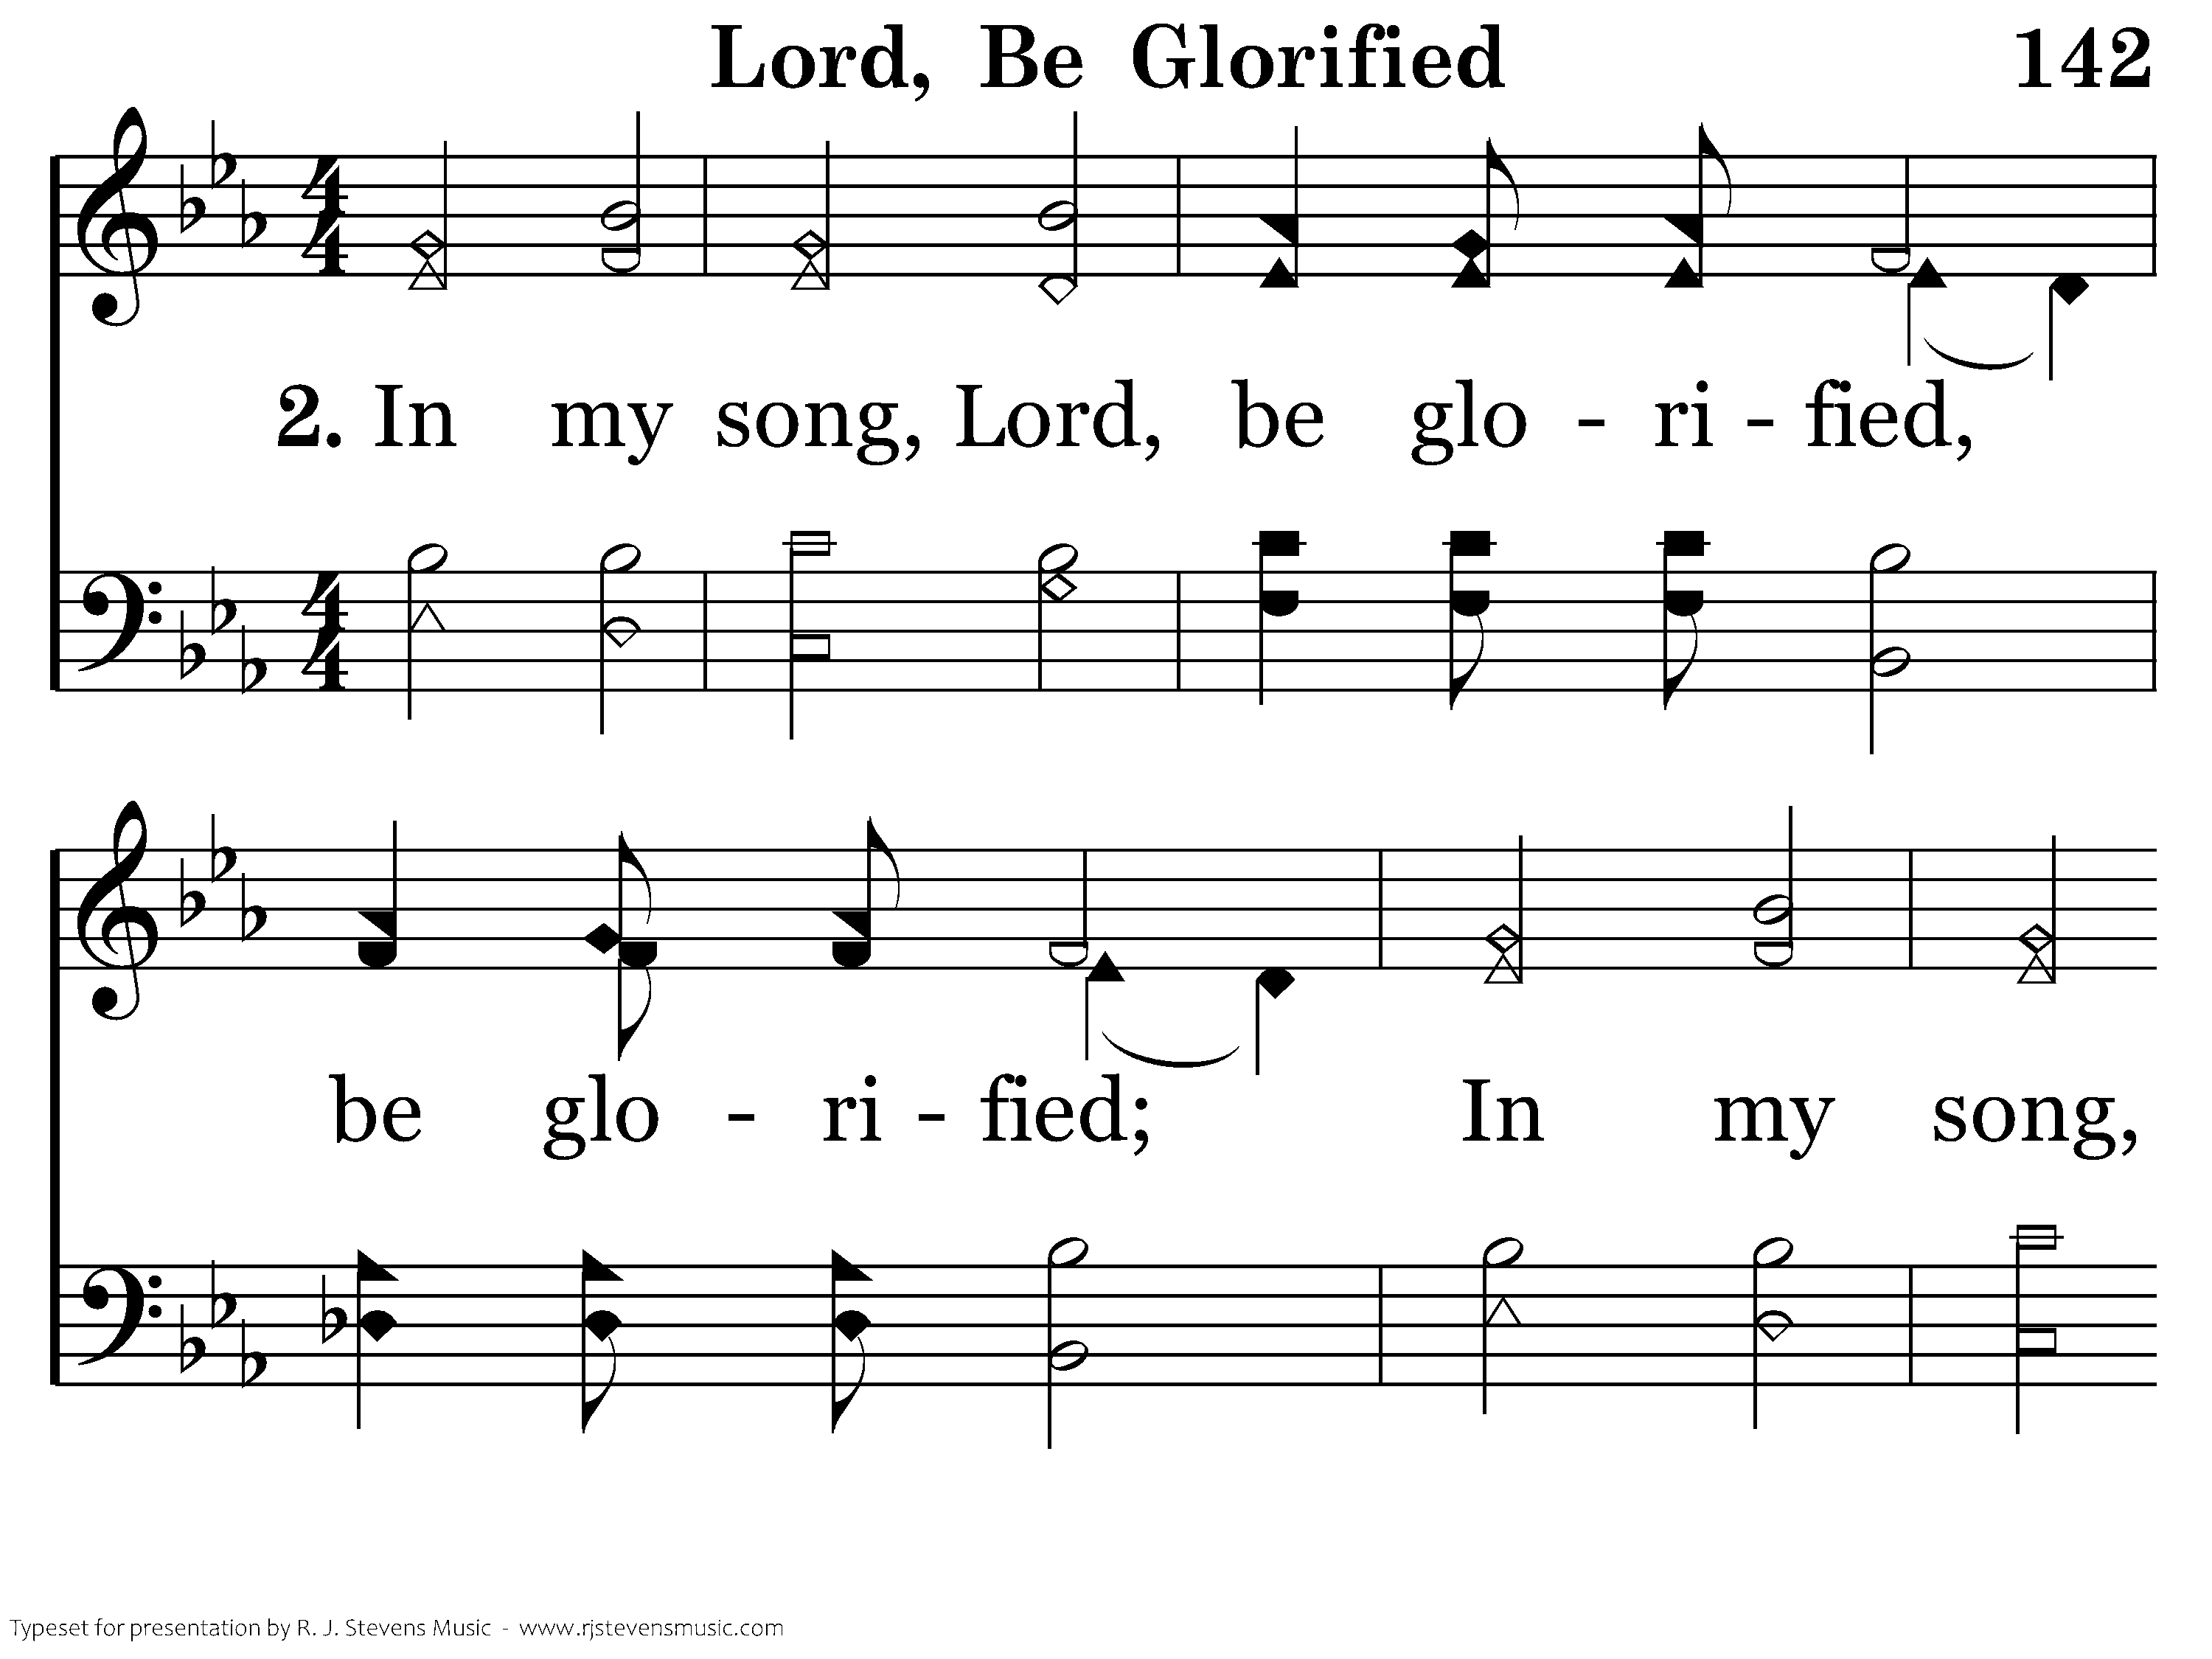 Lord, Be Glorified 142
2. In my song, Lord, be glo - ri - fied,
be glo - ri - fied; In my song,
Typeset for presentation by R. J. Stevens Music - www.rjstevensmusic.com